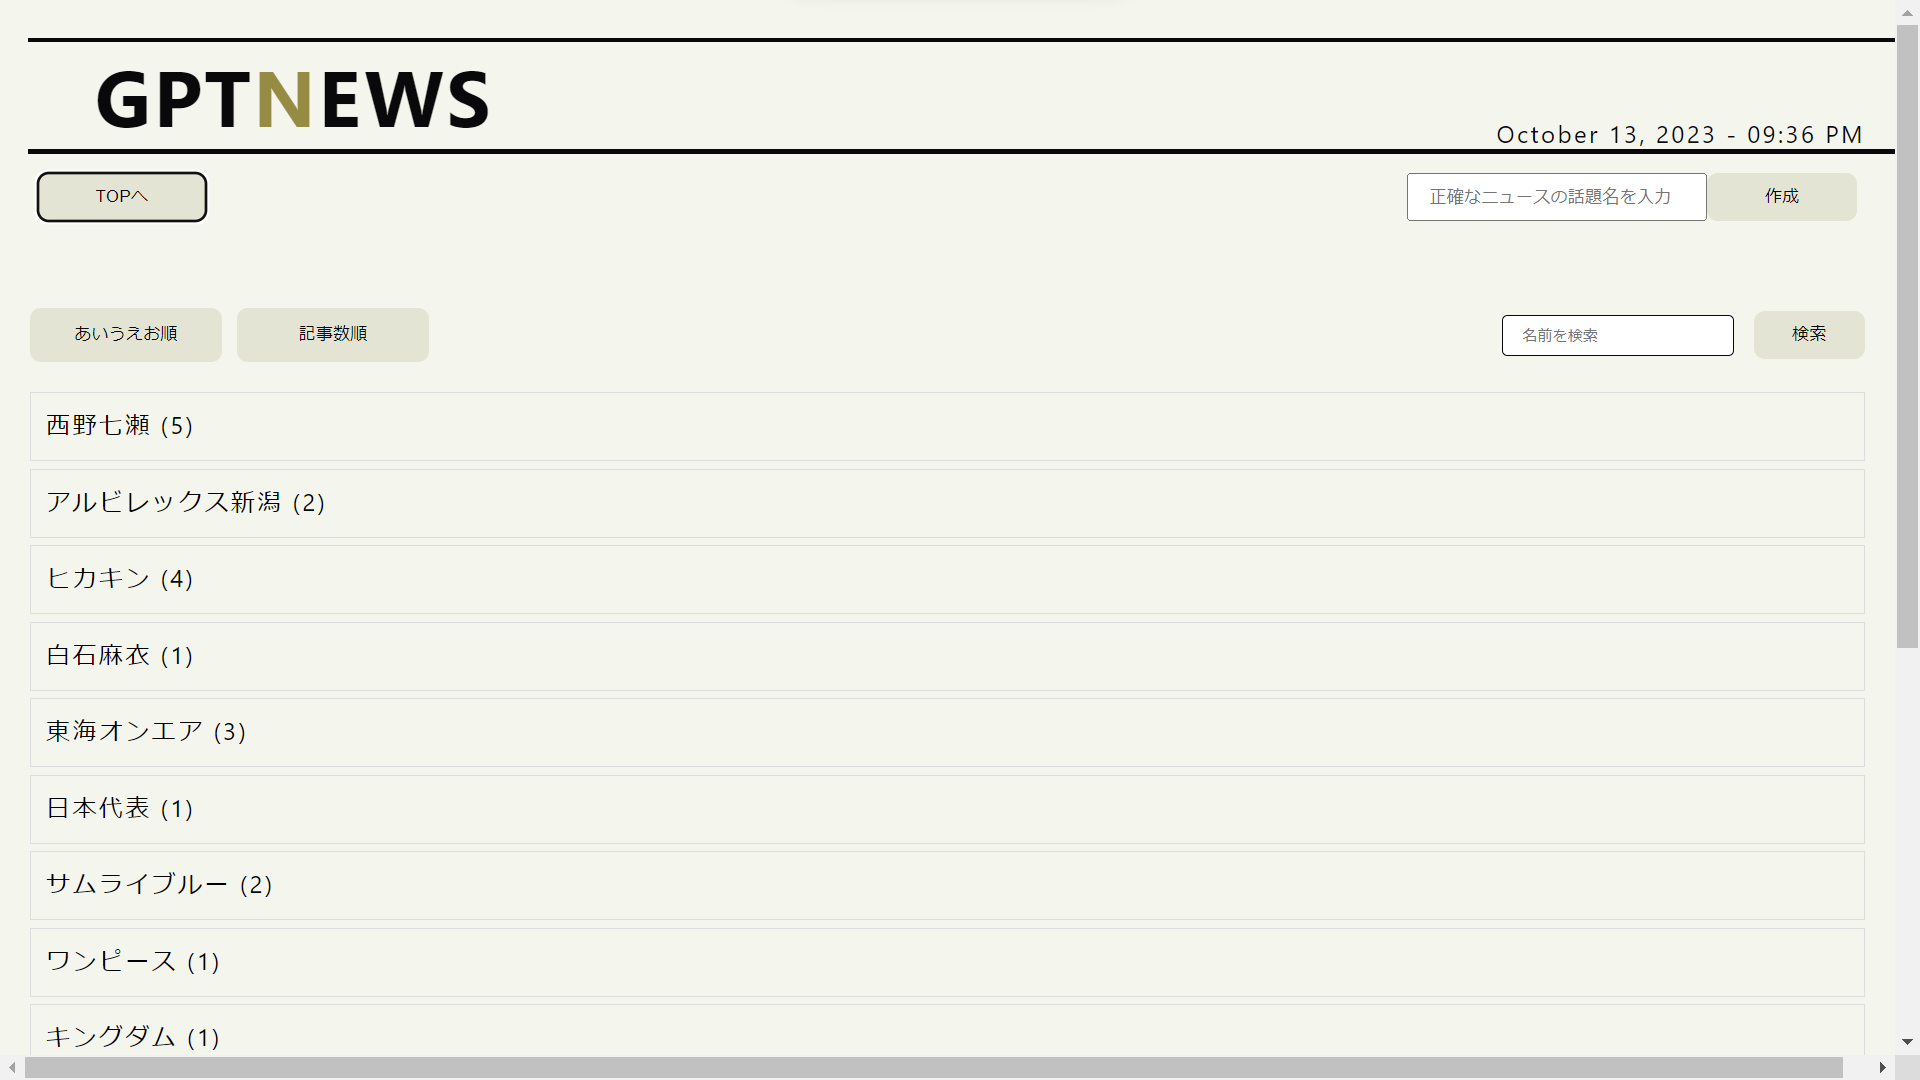 GPTNEWS
October 13, 2023 - 09:36 PM
TOPへ
正確なニュースの話題名を入力
作成
あいうえお順
記事数順
名前を検索
検索
西野七瀬 (5)
アルビレックス新潟 (2)
ヒカキン (4)
白石麻衣 (1)
東海オンエア (3)
日本代表 (1)
サムライブルー (2)
ワンピース (1)
キングダム (1)